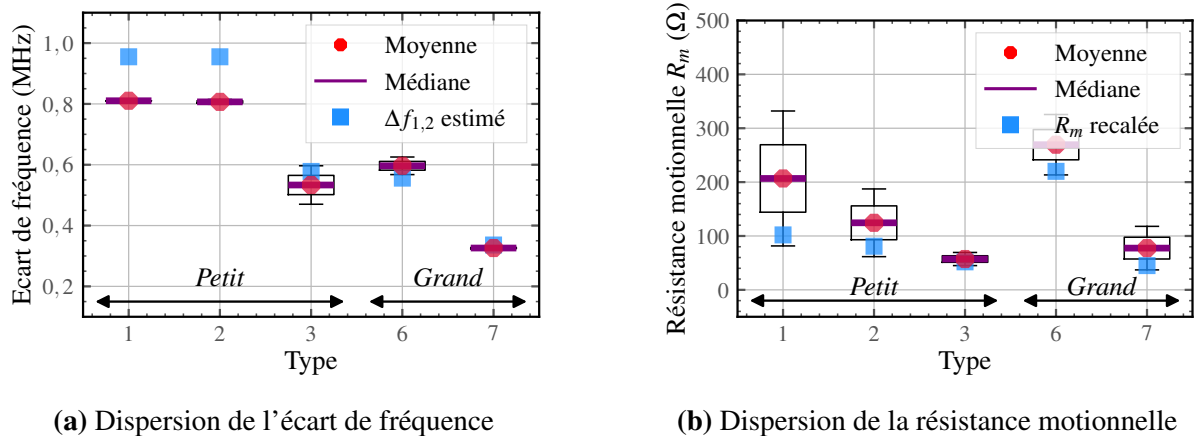 Ecart de fréquence (MHz)
1,0
0,8
0,6
0,4
0,2
Moyenne
Médiane
Δf1,2 estimé
Petit
Grand
1 2 3 6 7
Type
(a) Dispersion de l'écart de fréquence
Résistance motionnelle Rm (Ω)
500
400
300
200
100
0
Moyenne
Médiane
Rm recalée
Petit
Grand
1 2 3 6 7
Type
(b) Dispersion de la résistance motionnelle